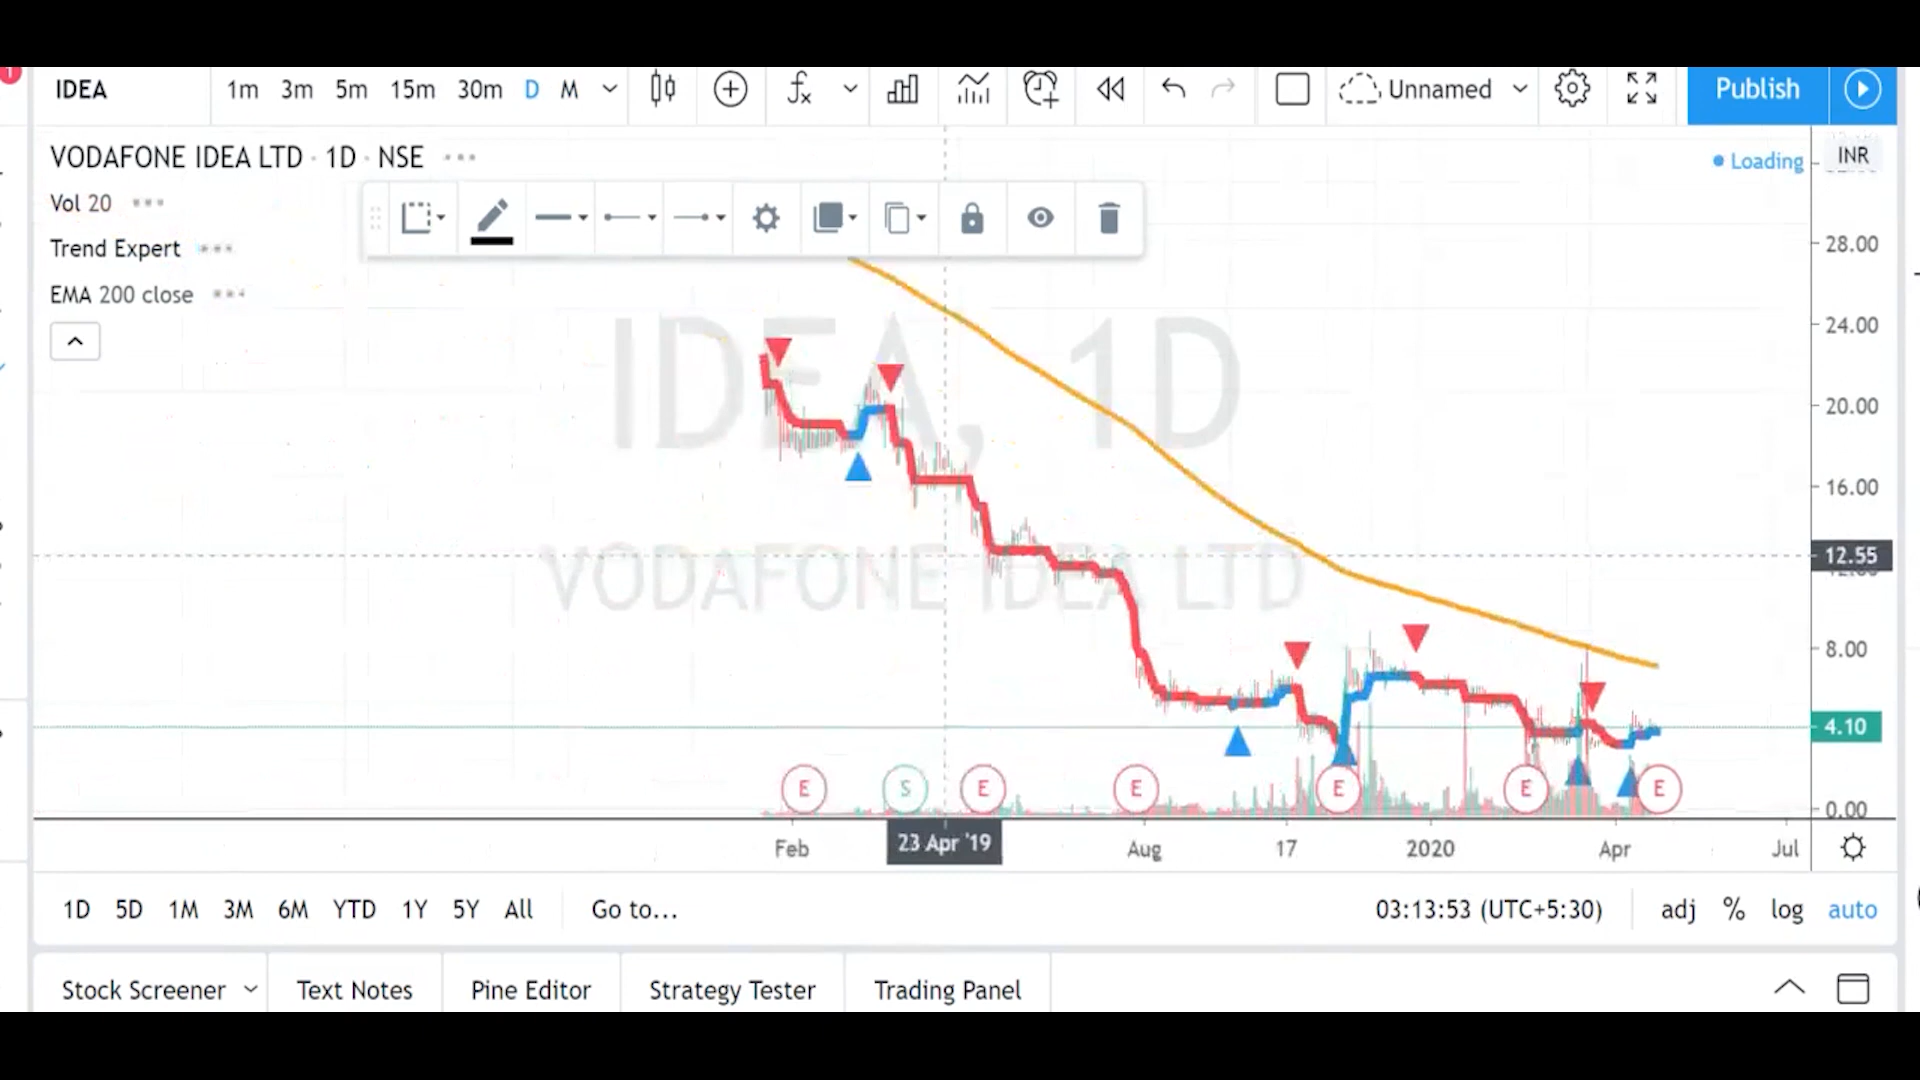 1
IDEA 1m 3m 5m 15m 30m D M Unnamed Publish
VODAFONE IDEA LTD · 1D · NSE
Loading INR
Vol 20
Trend Expert
EMA 200 close
28.00
24.00
20.00
16.00
12.55
8.00
4.10
0.00
IDEA, 1D
VODAFONE IDEA LTD
E S E E E E E
Feb 23 Apr '19 Aug 17 2020 Apr Jul
1D 5D 1M 3M 6M YTD 1Y 5Y All Go to... 03:13:53 (UTC+5:30) adj % log auto
Stock Screener Text Notes Pine Editor Strategy Tester Trading Panel